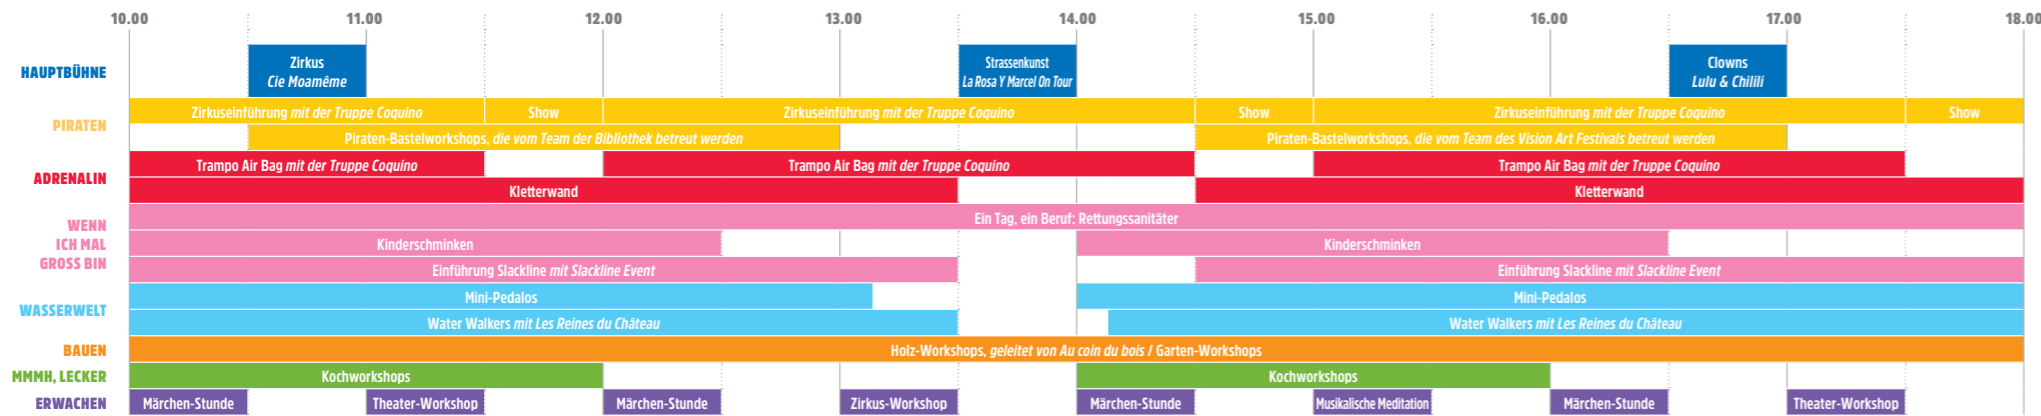 10.00 11.00 12.00 13.00 14.00 15.00 16.00 17.00 18.00
HAUPTBÜHNE
Zirkus
Cie Moamême
Strassenkunst
La Rosa Y Marcel On Tour
Clowns
Lulu & Chilili
PIRATEN
Zirkuseinführung mit der Truppe Coquino Show Zirkuseinführung mit der Truppe Coquino Show Zirkuseinführung mit der Truppe Coquino Show
Piraten-Bastelworkshops, die vom Team der Bibliothek betreut werden Piraten-Bastelworkshops, die vom Team des Vision Art Festivals betreut werden
ADRENALIN
Trampo Air Bag mit der Truppe Coquino Trampo Air Bag mit der Truppe Coquino Trampo Air Bag mit der Truppe Coquino
Kletterwand Kletterwand
WENN
ICH MAL
GROSS BIN
Ein Tag, ein Beruf: Rettungssanitäter
Kinderschminken Kinderschminken
Einführung Slackline mit Slackline Event Einführung Slackline mit Slackline Event
WASSERWELT
Mini-Pedalos Mini-Pedalos
Water Walkers mit Les Reines du Château Water Walkers mit Les Reines du Château
BAUEN Holz-Workshops, geleitet von Au coin du bois / Garten-Workshops
MMMH, LECKER Kochworkshops Kochworkshops
ERWACHEN Märchen-Stunde Theater-Workshop Märchen-Stunde Zirkus-Workshop Märchen-Stunde Musikalische Meditation Märchen-Stunde Theater-Workshop